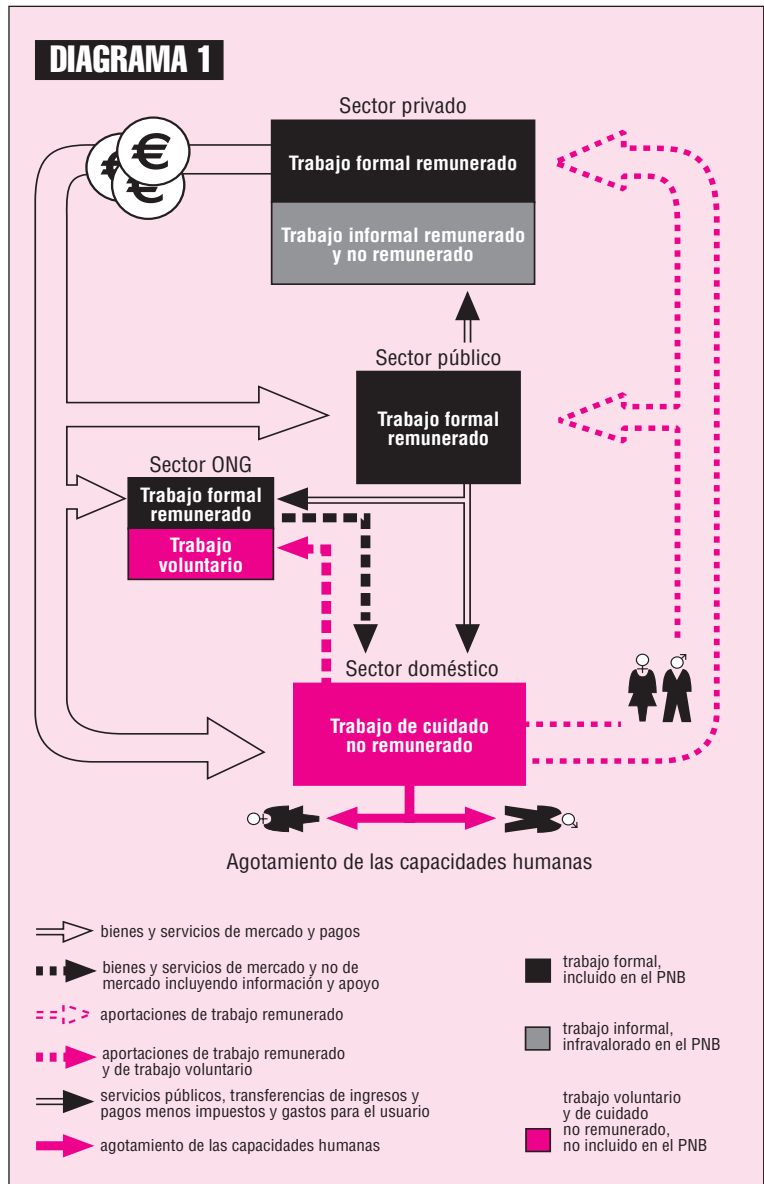 DIAGRAMA 1
Sector privado
€
€
€
Trabajo formal remunerado
Trabajo informal remunerado
y no remunerado
Sector público
Trabajo formal
remunerado
Sector ONG
Trabajo formal
remunerado
Trabajo
voluntario
Sector doméstico
Trabajo de cuidado
no remunerado
Agotamiento de las capacidades humanas
bienes y servicios de mercado y pagos
bienes y servicios de mercado y no de
mercado incluyendo información y apoyo
aportaciones de trabajo remunerado
aportaciones de trabajo remunerado
y de trabajo voluntario
servicios públicos, transferencias de ingresos y
pagos menos impuestos y gastos para el usuario
agotamiento de las capacidades humanas
trabajo formal,
incluido en el PNB
trabajo informal,
infravalorado en el PNB
trabajo voluntario
y de cuidado
no remunerado,
no incluido en el PNB